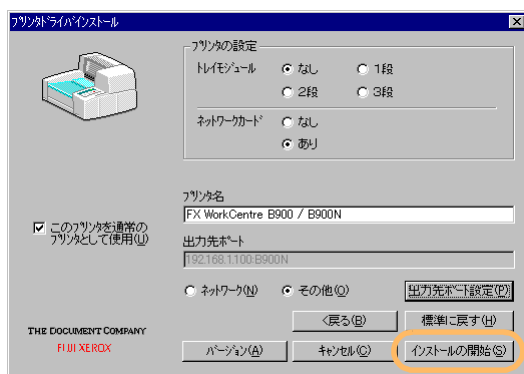 プリンタドライバインストール
プリンタの設定
トレイモジュール なし 1段
2段 3段
ネットワークカード なし
あり
プリンタ名
FX WorkCentre B900 / B900N
このプリンタを通常の
プリンタとして使用(U)
出力先ポート
192.168.1.100:B900N
ネットワーク(N) その他(O) 出力先ポート設定(P)
<戻る(B) 標準に戻す(H)
THE DOCUMENT COMPANY
FUJI XEROX
バージョン(A) キャンセル(C) インストールの開始(S)